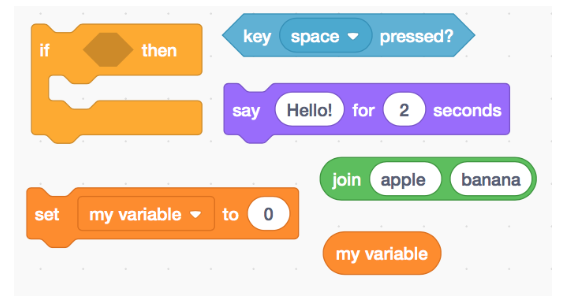 if then
key space pressed?
say Hello! for 2 seconds
join apple banana
set my variable to 0
my variable